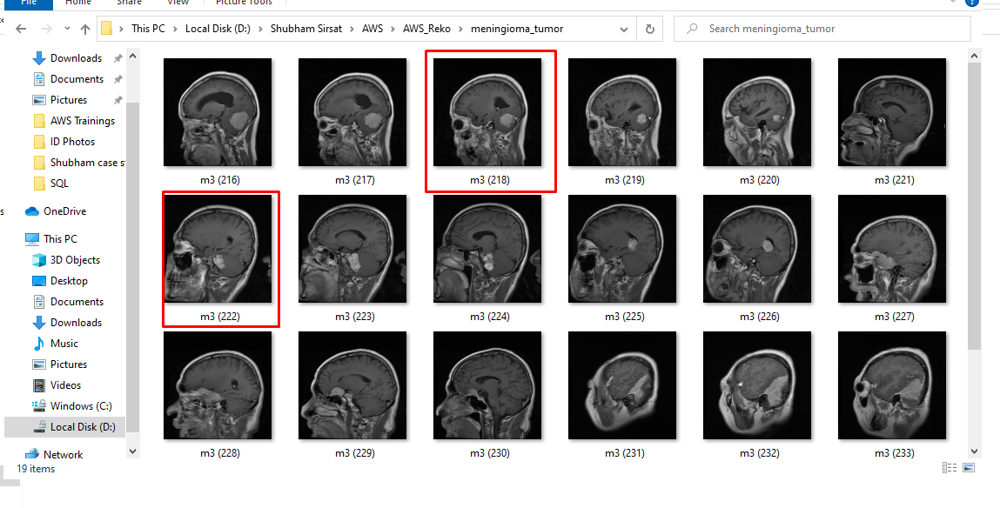 File Home Share View Picture Tools
This PC > Local Disk (D:) > Shubham Sirsat > AWS > AWS_Reko > meningioma_tumor
Search meningioma_tumor
Downloads
Documents
Pictures
AWS Trainings
ID Photos
Shubham case s
SQL
OneDrive
This PC
3D Objects
Desktop
Documents
Downloads
Music
Pictures
Videos
Windows (C:)
Local Disk (D:)
Network
m3 (216) m3 (217) m3 (218) m3 (219) m3 (220) m3 (221)
m3 (222) m3 (223) m3 (224) m3 (225) m3 (226) m3 (227)
m3 (228) m3 (229) m3 (230) m3 (231) m3 (232) m3 (233)
19 items